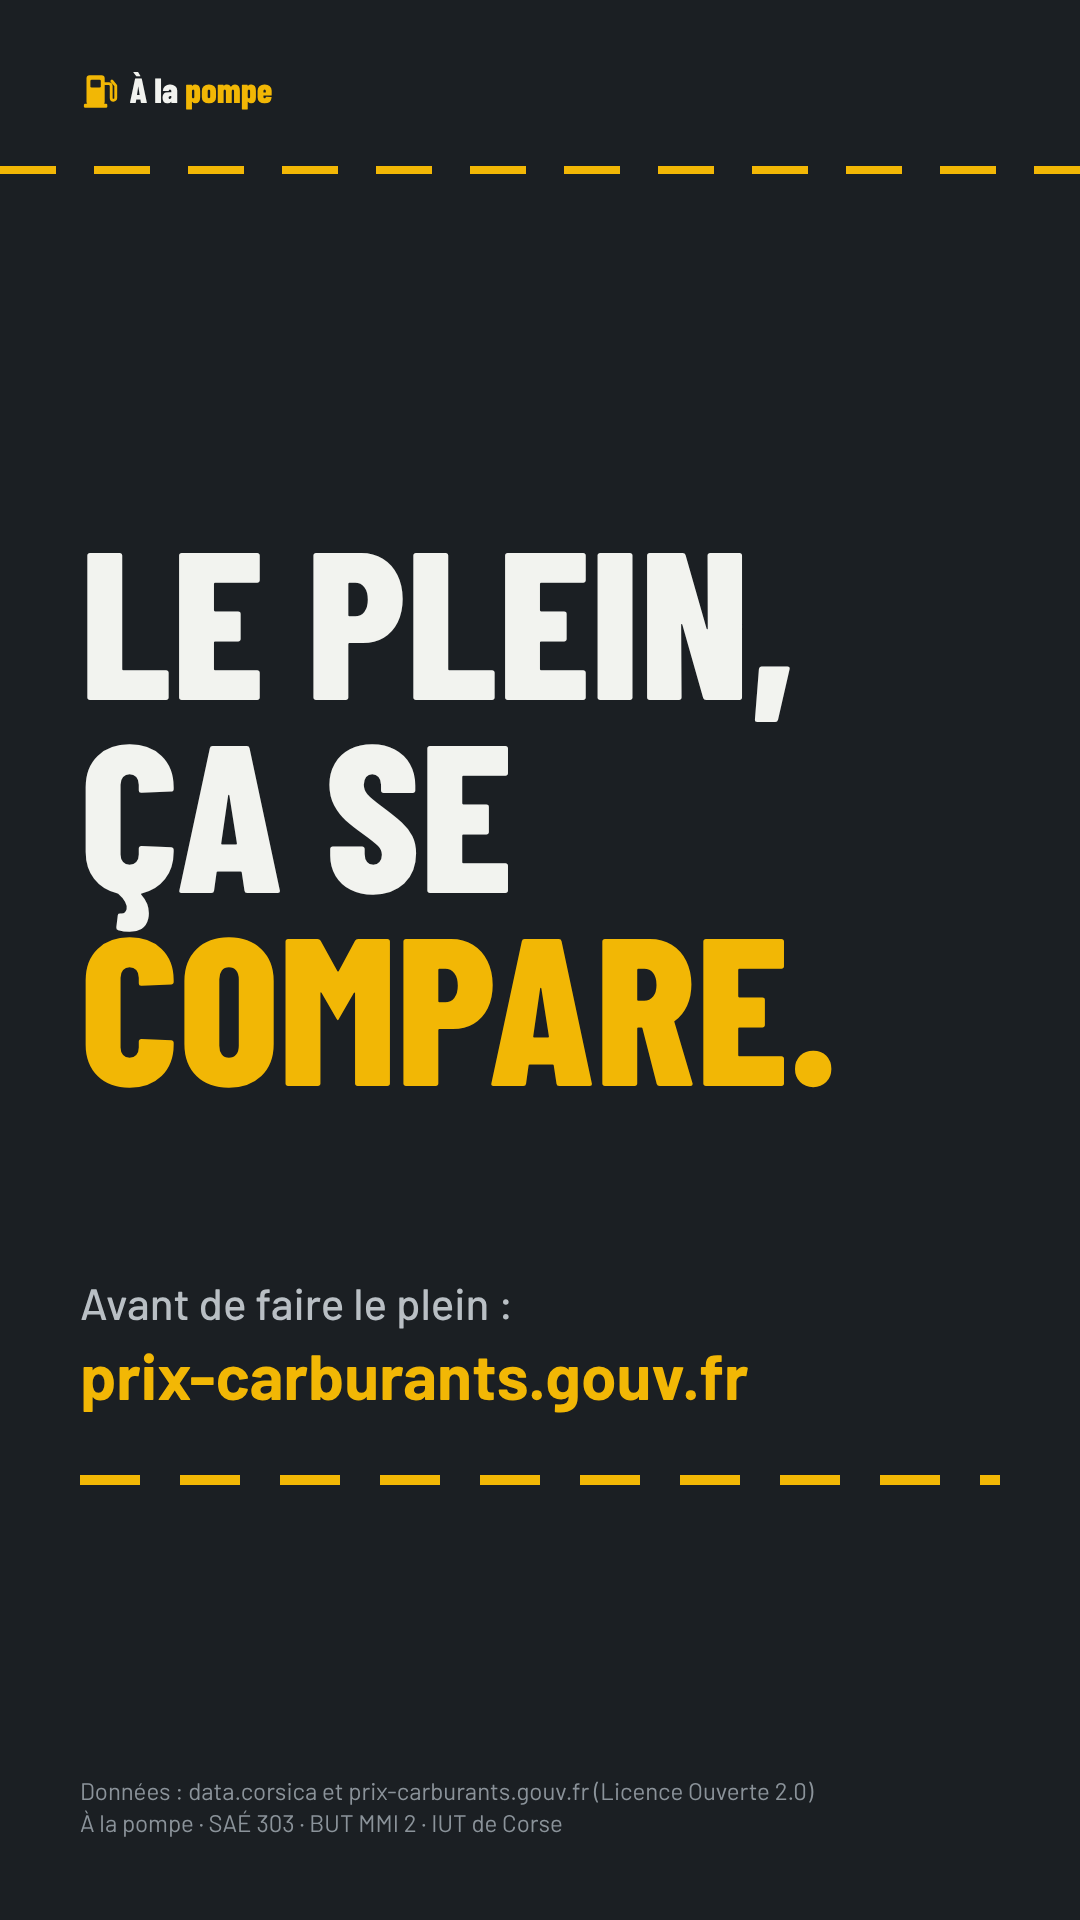 À la pompe
LE PLEIN,
ÇA SE
COMPARE.
Avant de faire le plein :
prix-carburants.gouv.fr
Données : data.corsica et prix-carburants.gouv.fr (Licence Ouverte 2.0)
À la pompe · SAÉ 303 · BUT MMI 2 · IUT de Corse